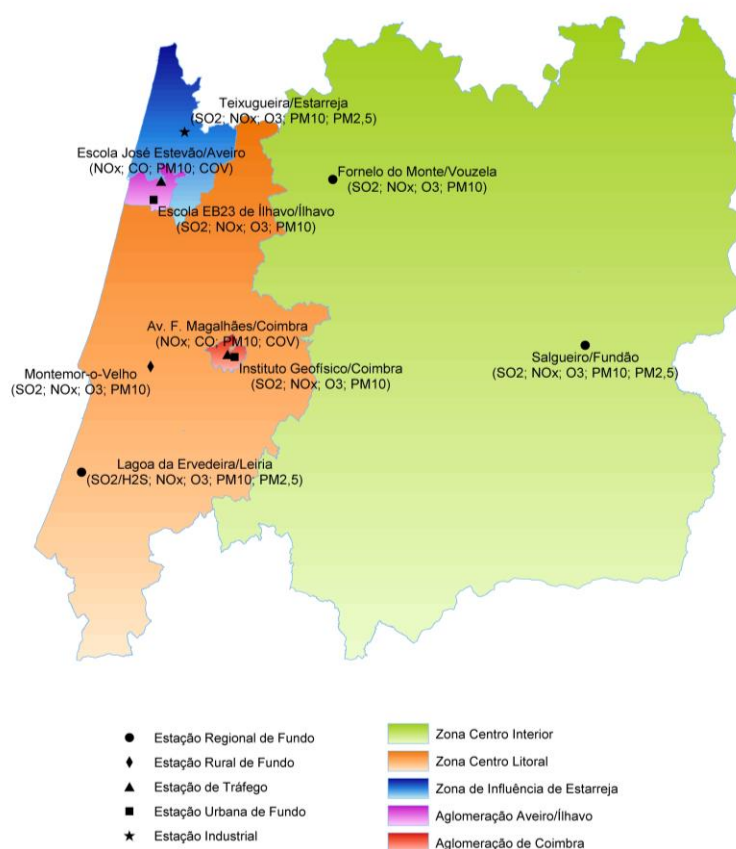 Teixugueira/Estarreja
(SO2; NOx; O3; PM10; PM2,5)
Escola José Estevão/Aveiro
(NOx; CO; PM10; COV)
Fornelo do Monte/Vouzela
(SO2; NOx; O3; PM10)
Escola EB23 de Ílhavo/Ílhavo
(SO2; NOx; O3; PM10)
Av. F. Magalhães/Coimbra
(NOx; CO; PM10; COV)
Salgueiro/Fundão
(SO2; NOx; O3; PM10; PM2,5)
Montemor-o-Velho
(SO2; NOx; O3; PM10)
Instituto Geofísico/Coimbra
(SO2; NOx; O3; PM10)
Lagoa da Ervedeira/Leiria
(SO2/H2S; NOx; O3; PM10; PM2,5)
Estação Regional de Fundo
Estação Rural de Fundo
Estação de Tráfego
Estação Urbana de Fundo
Estação Industrial
Zona Centro Interior
Zona Centro Litoral
Zona de Influência de Estarreja
Aglomeração Aveiro/Ílhavo
Aglomeração de Coimbra